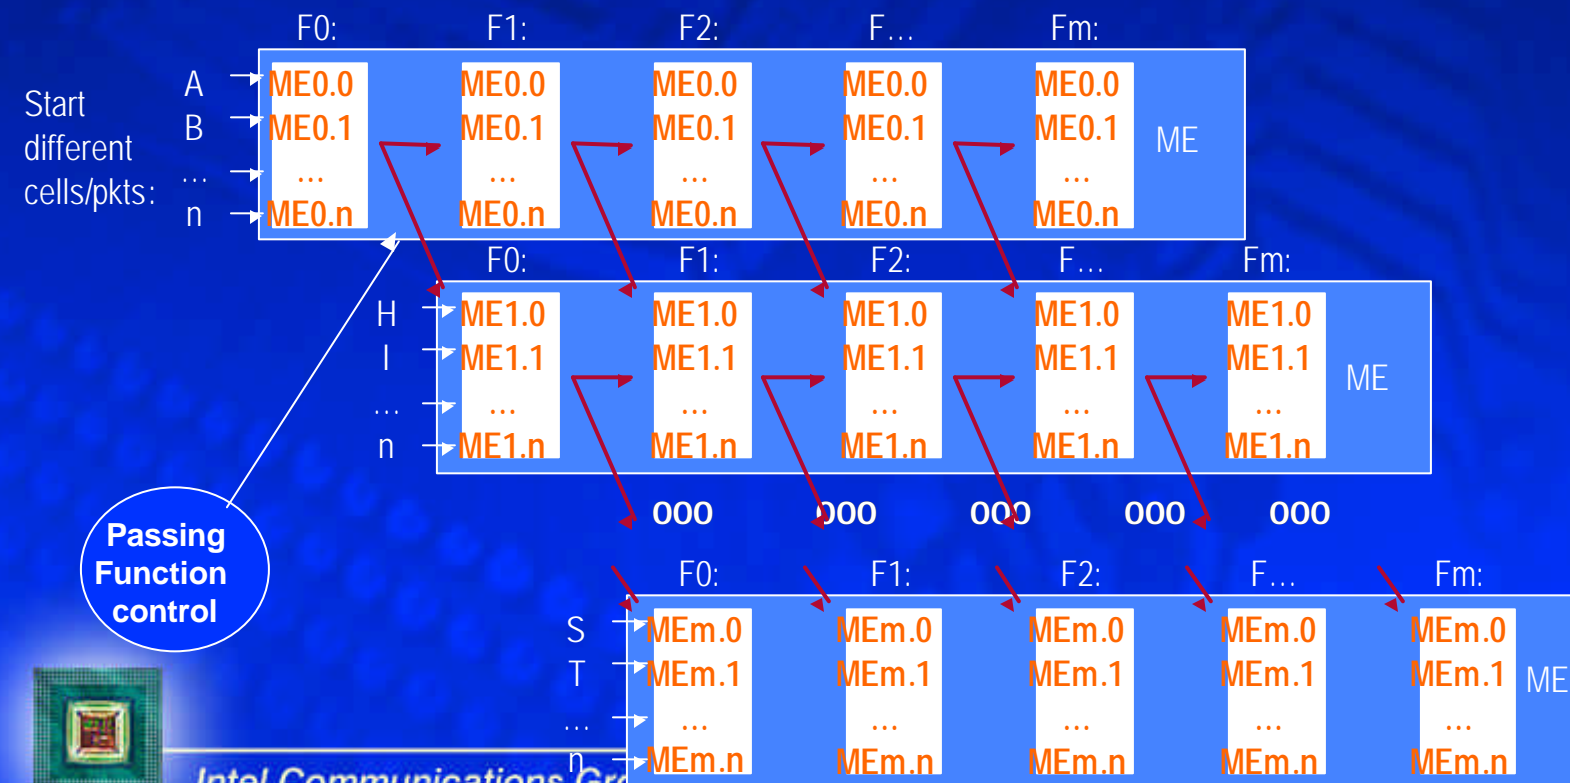 F0: F1: F2: F... Fm:
Start different cells/pkts:
A ME0.0 ME0.0 ME0.0 ME0.0 ME0.0
B ME0.1 ME0.1 ME0.1 ME0.1 ME0.1
ME
... ... ... ... ... ...
n ME0.n ME0.n ME0.n ME0.n ME0.n
F0: F1: F2: F... Fm:
H ME1.0 ME1.0 ME1.0 ME1.0 ME1.0
I ME1.1 ME1.1 ME1.1 ME1.1 ME1.1
ME
... ... ... ... ... ...
n ME1.n ME1.n ME1.n ME1.n ME1.n
Passing
Function
control
ooo ooo ooo ooo ooo
F0: F1: F2: F... Fm:
S MEm.0 MEm.0 MEm.0 MEm.0 MEm.0
T MEm.1 MEm.1 MEm.1 MEm.1 MEm.1
ME
... ... ... ... ... ...
n MEm.n MEm.n MEm.n MEm.n MEm.n
Intel Communications